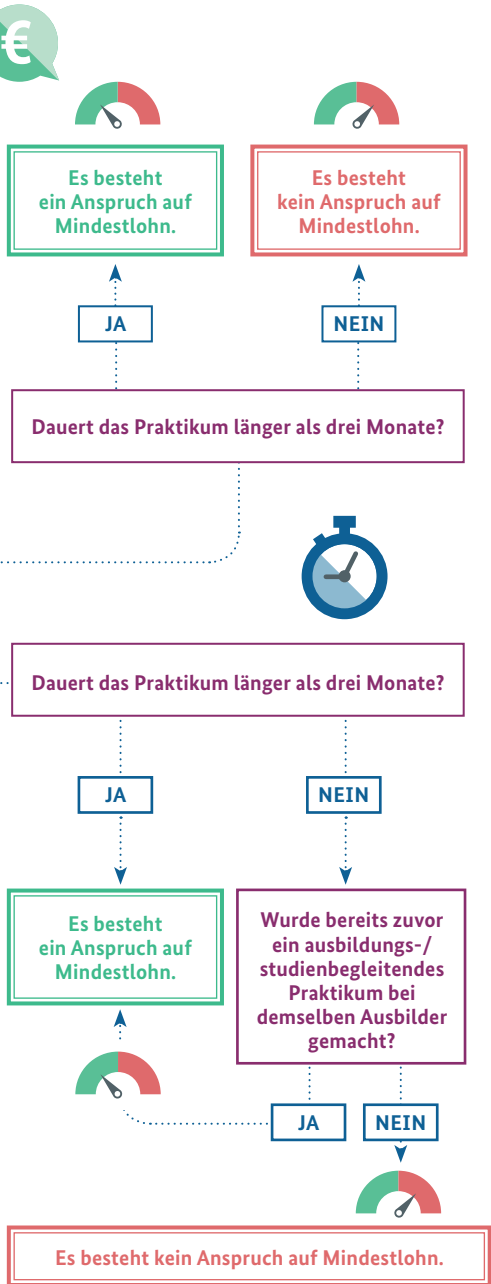 €
Es besteht
ein Anspruch auf
Mindestlohn.
Es besteht
kein Anspruch auf
Mindestlohn.
JA
NEIN
Dauert das Praktikum länger als drei Monate?
Dauert das Praktikum länger als drei Monate?
JA
NEIN
Es besteht
ein Anspruch auf
Mindestlohn.
Wurde bereits zuvor
ein ausbildungs-/
studienbegleitendes
Praktikum bei
demselben Ausbilder
gemacht?
JA
NEIN
Es besteht kein Anspruch auf Mindestlohn.